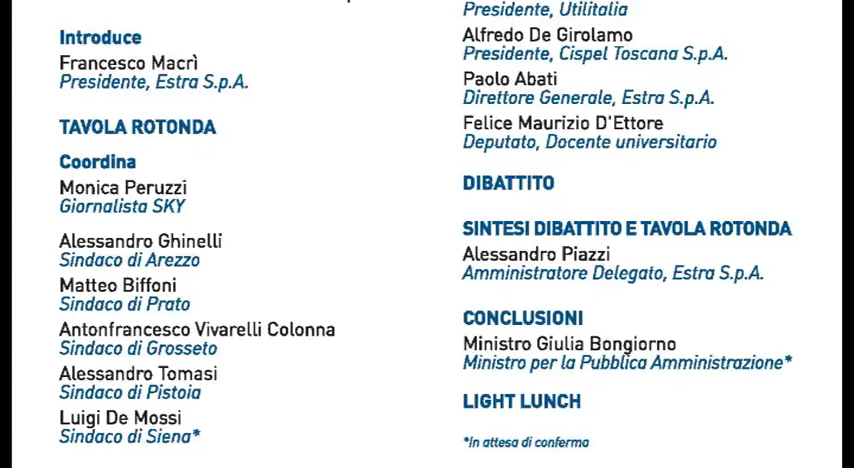 Introduce
Francesco Macrì
Presidente, Estra S.p.A.
TAVOLA ROTONDA
Coordina
Monica Peruzzi
Giornalista SKY
Alessandro Ghinelli
Sindaco di Arezzo
Matteo Biffoni
Sindaco di Prato
Antonfrancesco Vivarelli Colonna
Sindaco di Grosseto
Alessandro Tomasi
Sindaco di Pistoia
Luigi De Mossi
Sindaco di Siena*
Presidente, Utilitalia
Alfredo De Girolamo
Presidente, Cispel Toscana S.p.A.
Paolo Abati
Direttore Generale, Estra S.p.A.
Felice Maurizio D'Ettore
Deputato, Docente universitario
DIBATTITO
SINTESI DIBATTITO E TAVOLA ROTONDA
Alessandro Piazzi
Amministratore Delegato, Estra S.p.A.
CONCLUSIONI
Ministro Giulia Bongiorno
Ministro per la Pubblica Amministrazione*
LIGHT LUNCH
*In attesa di conferma